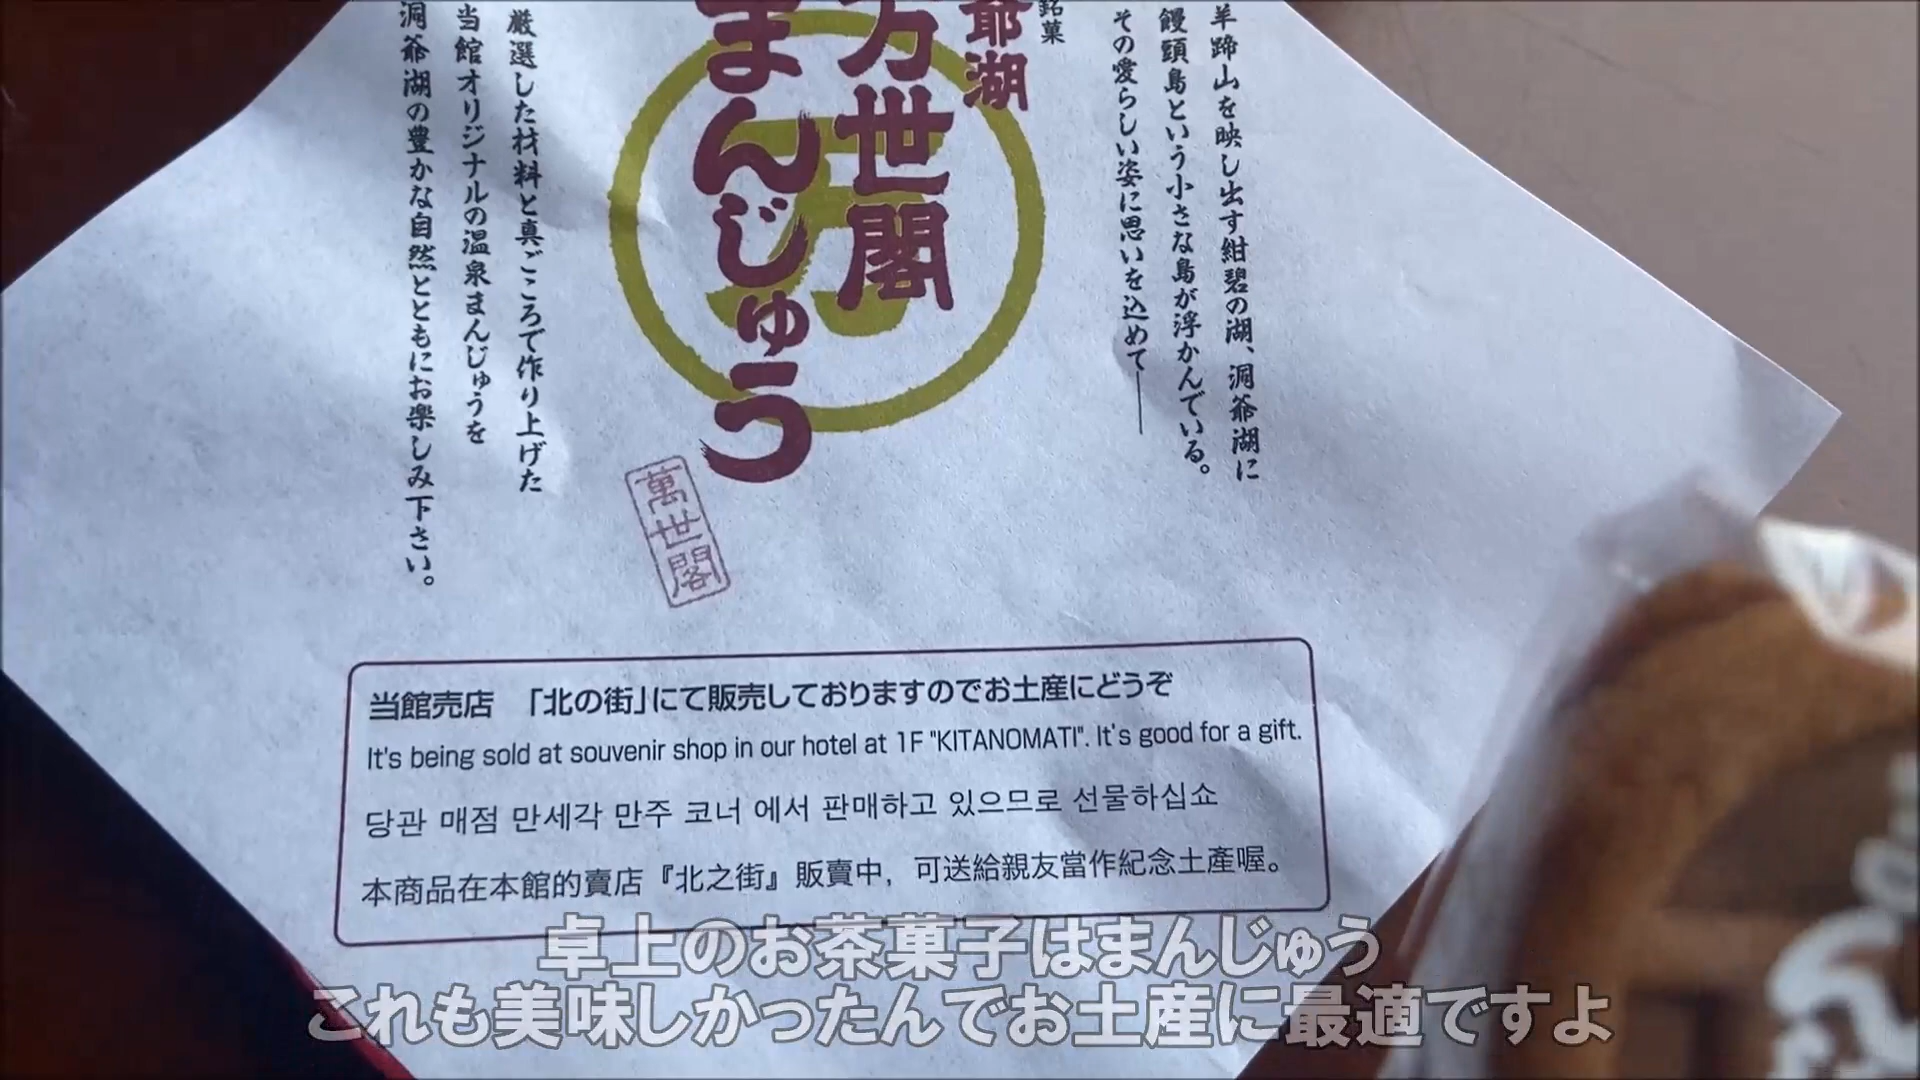 羊蹄山を映し出す紺碧の湖、洞爺湖に
饅頭島という小さな島が浮かんでいる。
その愛らしい姿に思いを込めて――
銘菓
爺湖
万世閣
まんじゅう
萬世閣
厳選した材料と真ごころで作り上げた
当館オリジナルの温泉まんじゅうを
洞爺湖の豊かな自然とともにお楽しみ下さい。
当館売店 「北の街」にて販売しておりますのでお土産にどうぞ
It's being sold at souvenir shop in our hotel at 1F "KITANOMATI". It's good for a gift.
당관 매점 만세각 만주 코너 에서 판매하고 있으므로 선물하십쇼
本商品在本館的賣店『北之街』販賣中，可送給親友當作紀念土產喔。
卓上のお茶菓子はまんじゅう
これも美味しかったんでお土産に最適ですよ